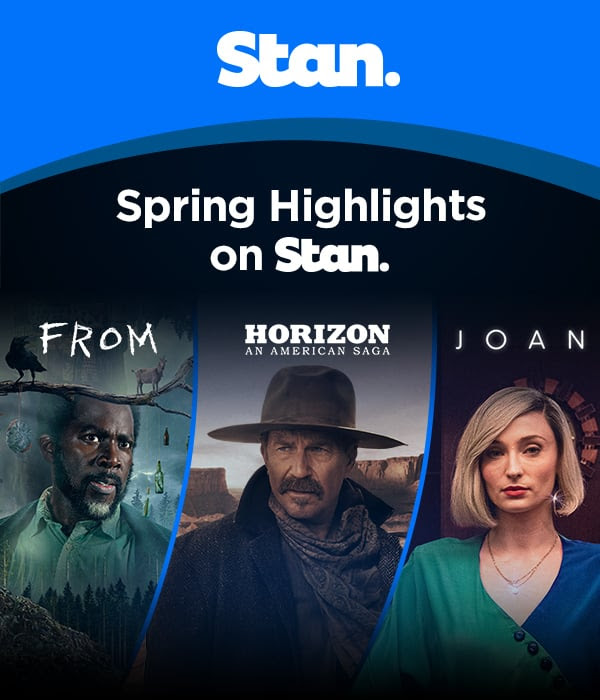 Stan.
Spring Highlights
on Stan.
FROM
HORIZON
AN AMERICAN SAGA
JOAN